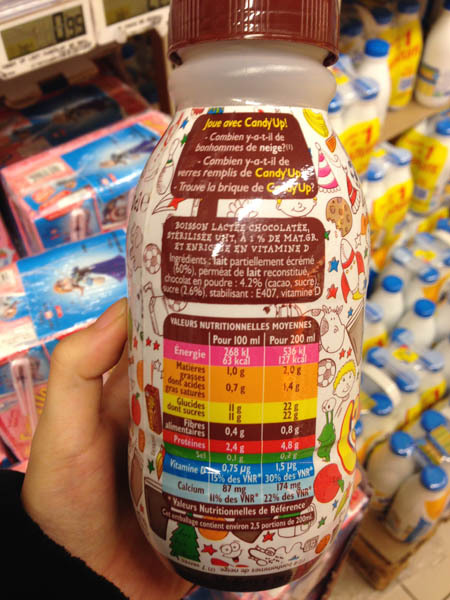 0.95
Joue avec Candy'Up!
- Combien y-a-t-il de
bonhommes de neige?(1)
- Combien y-a-t-il de
verres remplis de Candy'Up?
- Trouve la brique de Candy'Up?
BOISSON LACTÉE CHOCOLATÉE,
STÉRILISÉE UHT, À 1 % DE MAT.GR.
ET ENRICHIE EN VITAMINE D
Ingrédients : lait partiellement écrémé
(60%), perméat de lait reconstitué,
chocolat en poudre : 4.2% (cacao, sucre),
sucre (2.6%), stabilisant : E407, vitamine D
VALEURS NUTRITIONNELLES MOYENNES
Pour 100 ml Pour 200 ml
Énergie 268 kJ 536 kJ
63 kcal 127 kcal
Matières 1,0 g 2,0 g
grasses
dont acides 0,7 g 1,4 g
gras saturés
Glucides 11 g 22 g
dont sucres 11 g 22 g
Fibres 0,4 g 0,8 g
alimentaires
Protéines 2,4 g 4,8 g
Sel 0,1 g 0,2 g
Vitamine D 0,75 µg 1,5 µg
15% des VNR* 30% des VNR*
Calcium 87 mg 174 mg
11% des VNR* 22% des VNR*
* Valeurs Nutritionnelles de Référence
Cet emballage contient environ 2,5 portions de 200ml